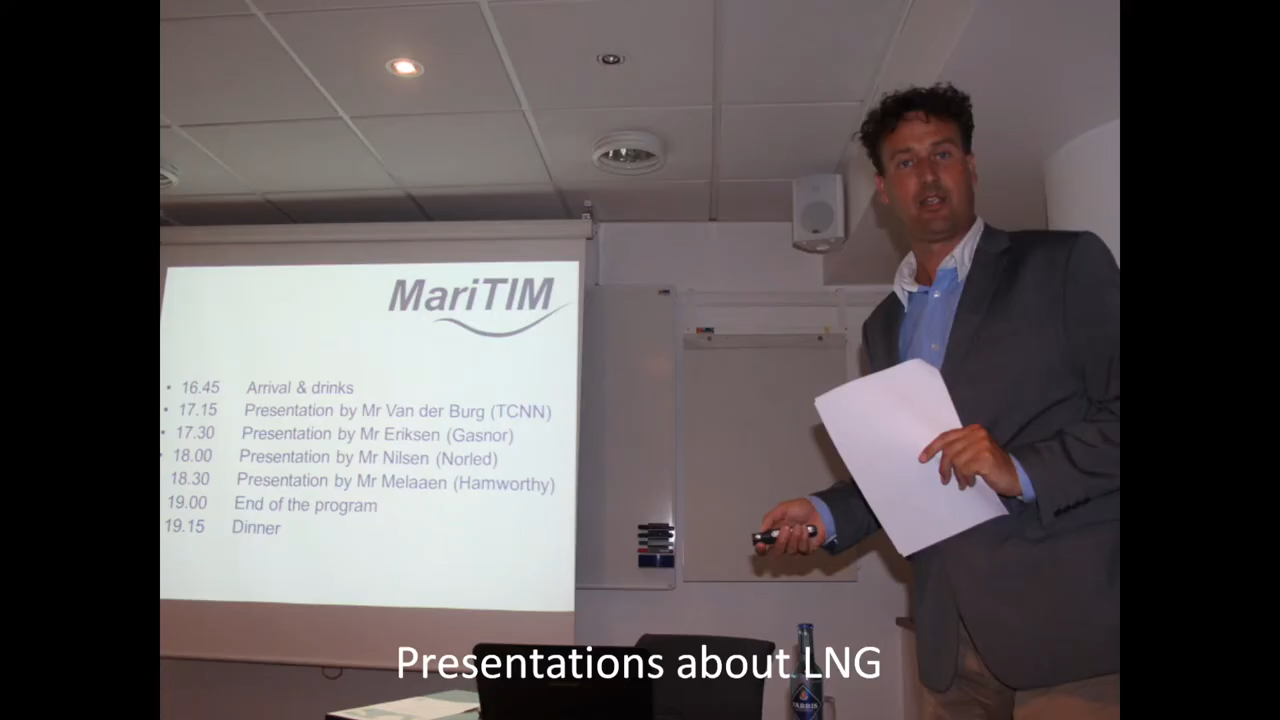 MariTIM
• 16.45 Arrival & drinks
• 17.15 Presentation by Mr Van der Burg (TCNN)
• 17.30 Presentation by Mr Eriksen (Gasnor)
• 18.00 Presentation by Mr Nilsen (Norled)
18.30 Presentation by Mr Melaaen (Hamworthy)
19.00 End of the program
19.15 Dinner
Presentations about LNG
FARRIS